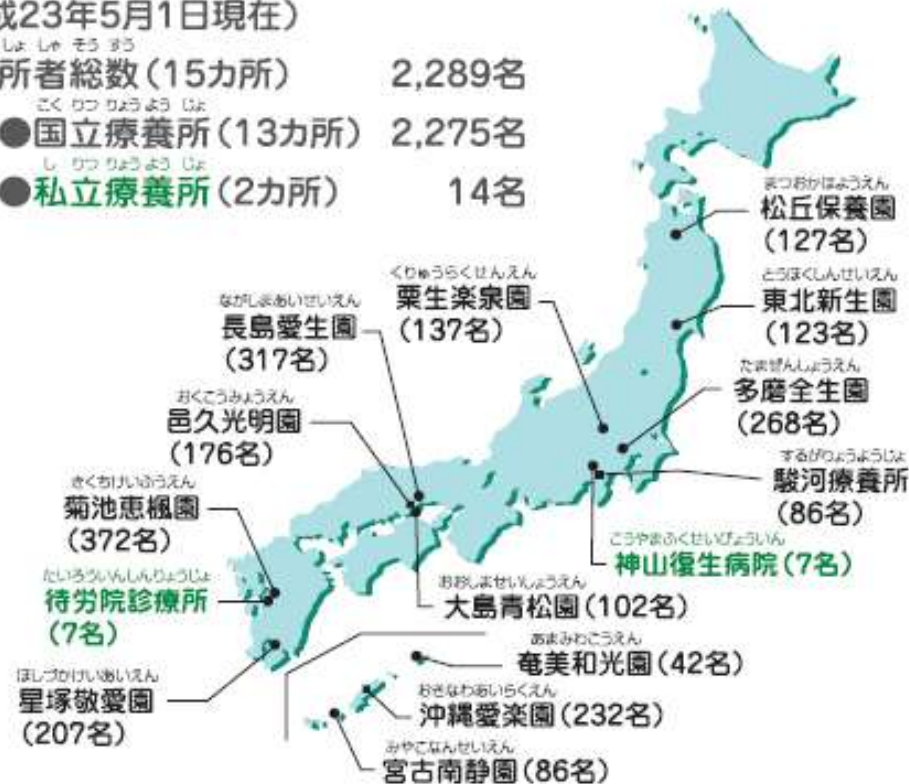 成23年5月1日現在)
しょ しゃ そう すう
所者総数(15カ所) 2,289名
こく りつ りょう よう じょ
●国立療養所(13カ所) 2,275名
し りつ りょう よう じょ
●私立療養所(2カ所) 14名
まつおかほようえん
松丘保養園
(127名)
とうほくしんせいえん
東北新生園
(123名)
くりゅうらくせんえん
栗生楽泉園
(137名)
ながしまあいせいえん
長島愛生園
(317名)
たまぜんしょうえん
多磨全生園
(268名)
おくこうみょうえん
邑久光明園
(176名)
するがりょうようじょ
駿河療養所
(86名)
きくちけいふうえん
菊池恵楓園
(372名)
こうやまふくせいびょういん
神山復生病院(7名)
たいろういんしんりょうじょ
待労院診療所
(7名)
おおしませいしょうえん
大島青松園(102名)
あまみわこうえん
奄美和光園(42名)
ほしづかけいあいえん
星塚敬愛園
(207名)
おきなわあいらくえん
沖縄愛楽園(232名)
みやこなんせいえん
宮古南静園(86名)